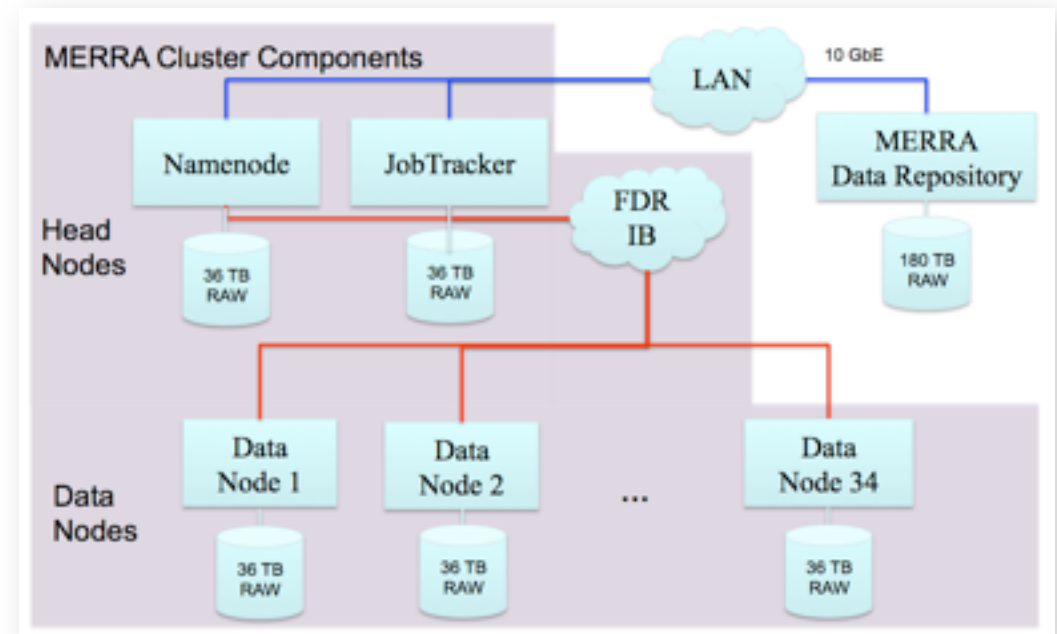 MERRA Cluster Components
LAN
10 GbE
Namenode
JobTracker
MERRA
Data Repository
FDR
IB
Head
Nodes
36 TB
RAW
36 TB
RAW
180 TB
RAW
Data
Node 1
Data
Node 2
...
Data
Node 34
Data
Nodes
36 TB
RAW
36 TB
RAW
36 TB
RAW